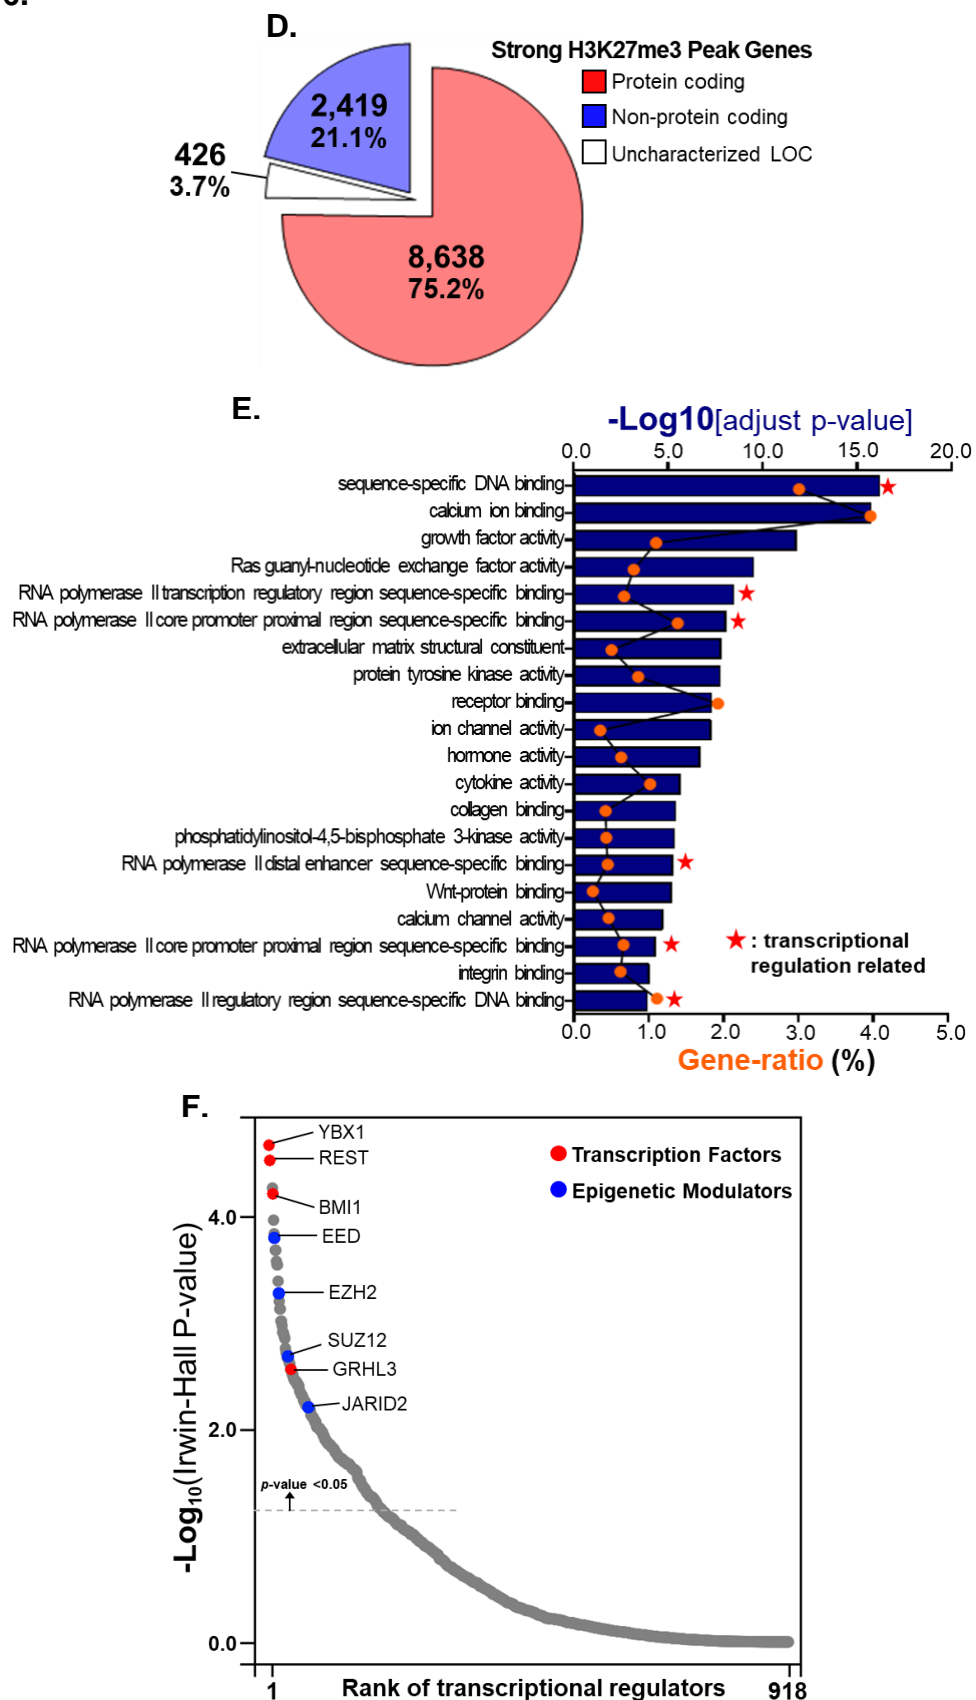 D.
Strong H3K27me3 Peak Genes
Protein coding
Non-protein coding
Uncharacterized LOC
2,419
21.1%
426
3.7%
8,638
75.2%
E.
-Log10[adjust p-value]
0.0 5.0 10.0 15.0 20.0
sequence-specific DNA binding
calcium ion binding
growth factor activity
Ras guanyl-nucleotide exchange factor activity
RNA polymerase II transcription regulatory region sequence-specific binding
RNA polymerase II core promoter proximal region sequence-specific binding
extracellular matrix structural constituent
protein tyrosine kinase activity
receptor binding
ion channel activity
hormone activity
cytokine activity
collagen binding
phosphatidylinositol-4,5-bisphosphate 3-kinase activity
RNA polymerase II distal enhancer sequence-specific binding
Wnt-protein binding
calcium channel activity
RNA polymerase II core promoter proximal region sequence-specific binding
integrin binding
RNA polymerase II regulatory region sequence-specific DNA binding
★ : transcriptional
regulation related
0.0 1.0 2.0 3.0 4.0 5.0
Gene-ratio (%)
F.
YBX1
REST
BMI1
EED
EZH2
SUZ12
GRHL3
JARID2
Transcription Factors
Epigenetic Modulators
p-value <0.05
-Log10(Irwin-Hall P-value)
4.0
2.0
0.0
1 918
Rank of transcriptional regulators